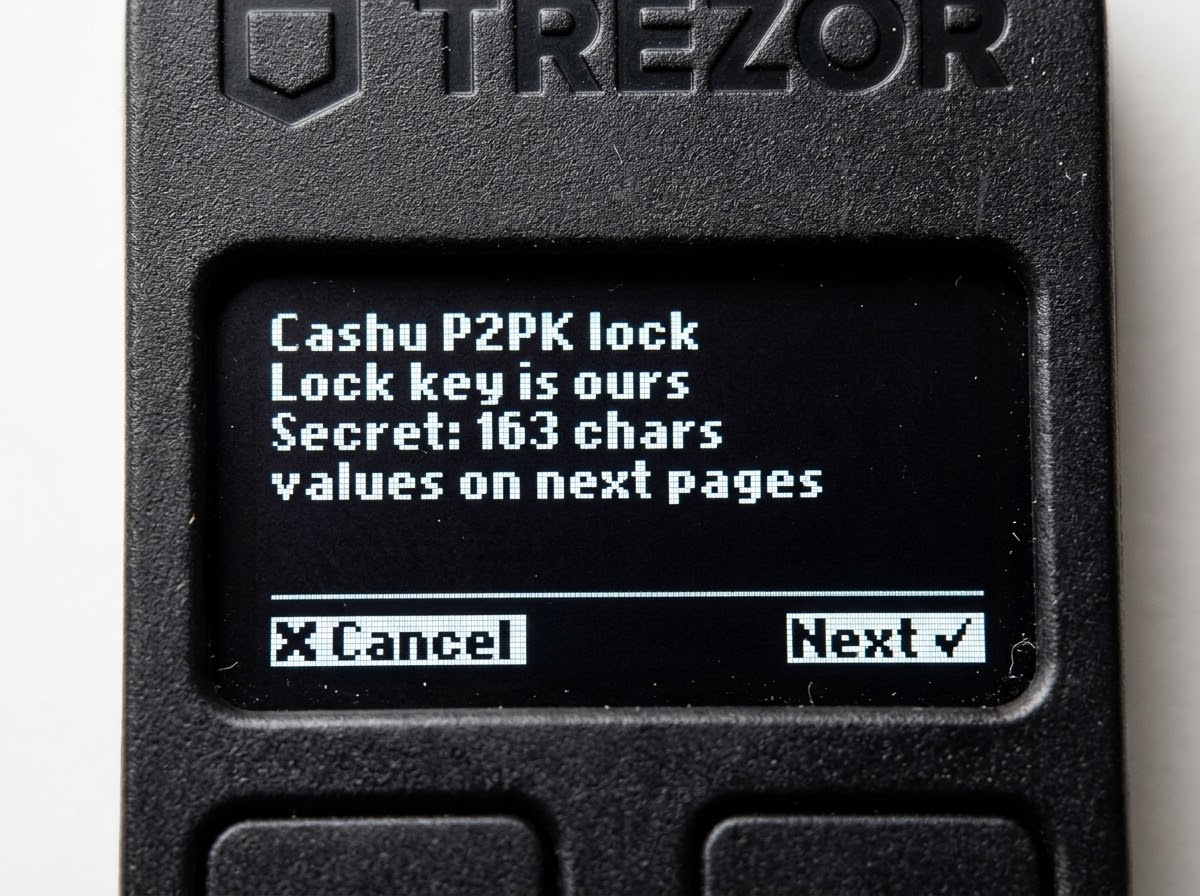 TREZOR
Cashu P2PK lock
Lock key is ours
Secret: 163 chars
values on next pages
X Cancel
Next ✓